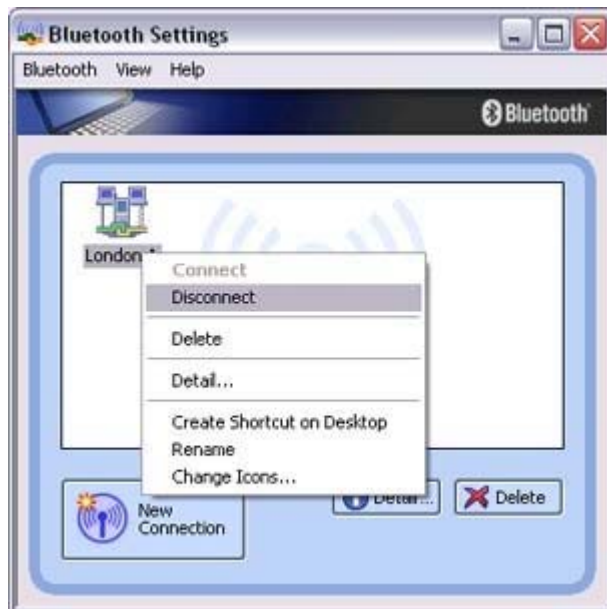 Bluetooth Settings
Bluetooth View Help
Bluetooth
London
Connect
Disconnect
Delete
Detail...
Create Shortcut on Desktop
Rename
Change Icons...
New
Connection
Detail...
Delete